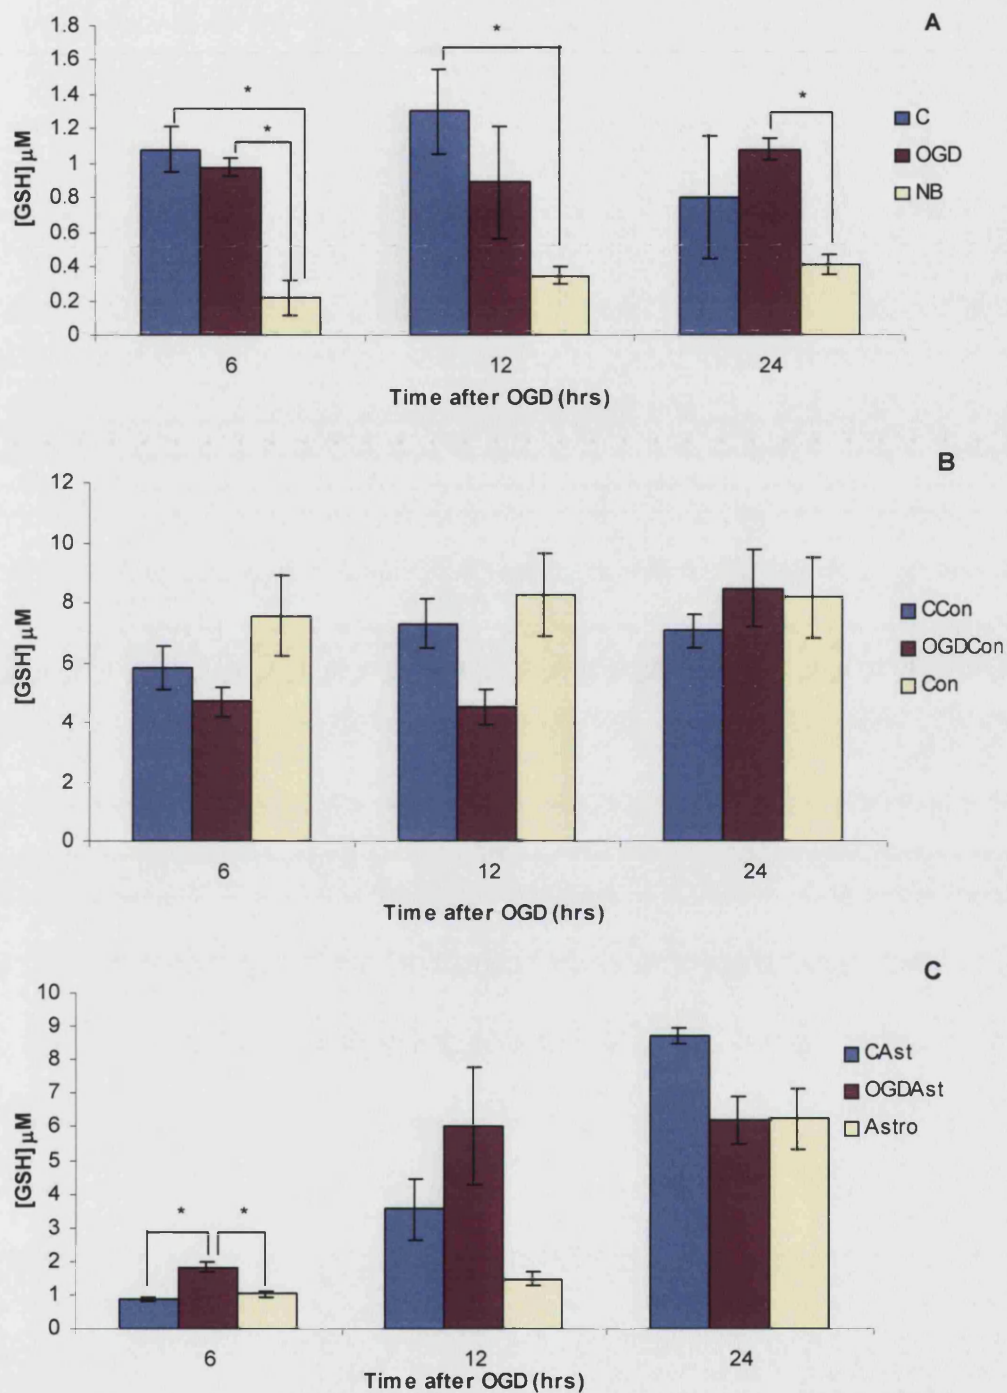 A
[GSH] μM
1.8
1.6
1.4
1.2
1
0.8
0.6
0.4
0.2
0
*
*
*
*
C
OGD
NB
6
12
24
Time after OGD (hrs)
B
[GSH] μM
12
10
8
6
4
2
0
CCon
OGDCon
Con
6
12
24
Time after OGD (hrs)
C
[GSH] μM
10
9
8
7
6
5
4
3
2
1
0
*
*
CAst
OGDAst
Astro
6
12
24
Time after OGD (hrs)